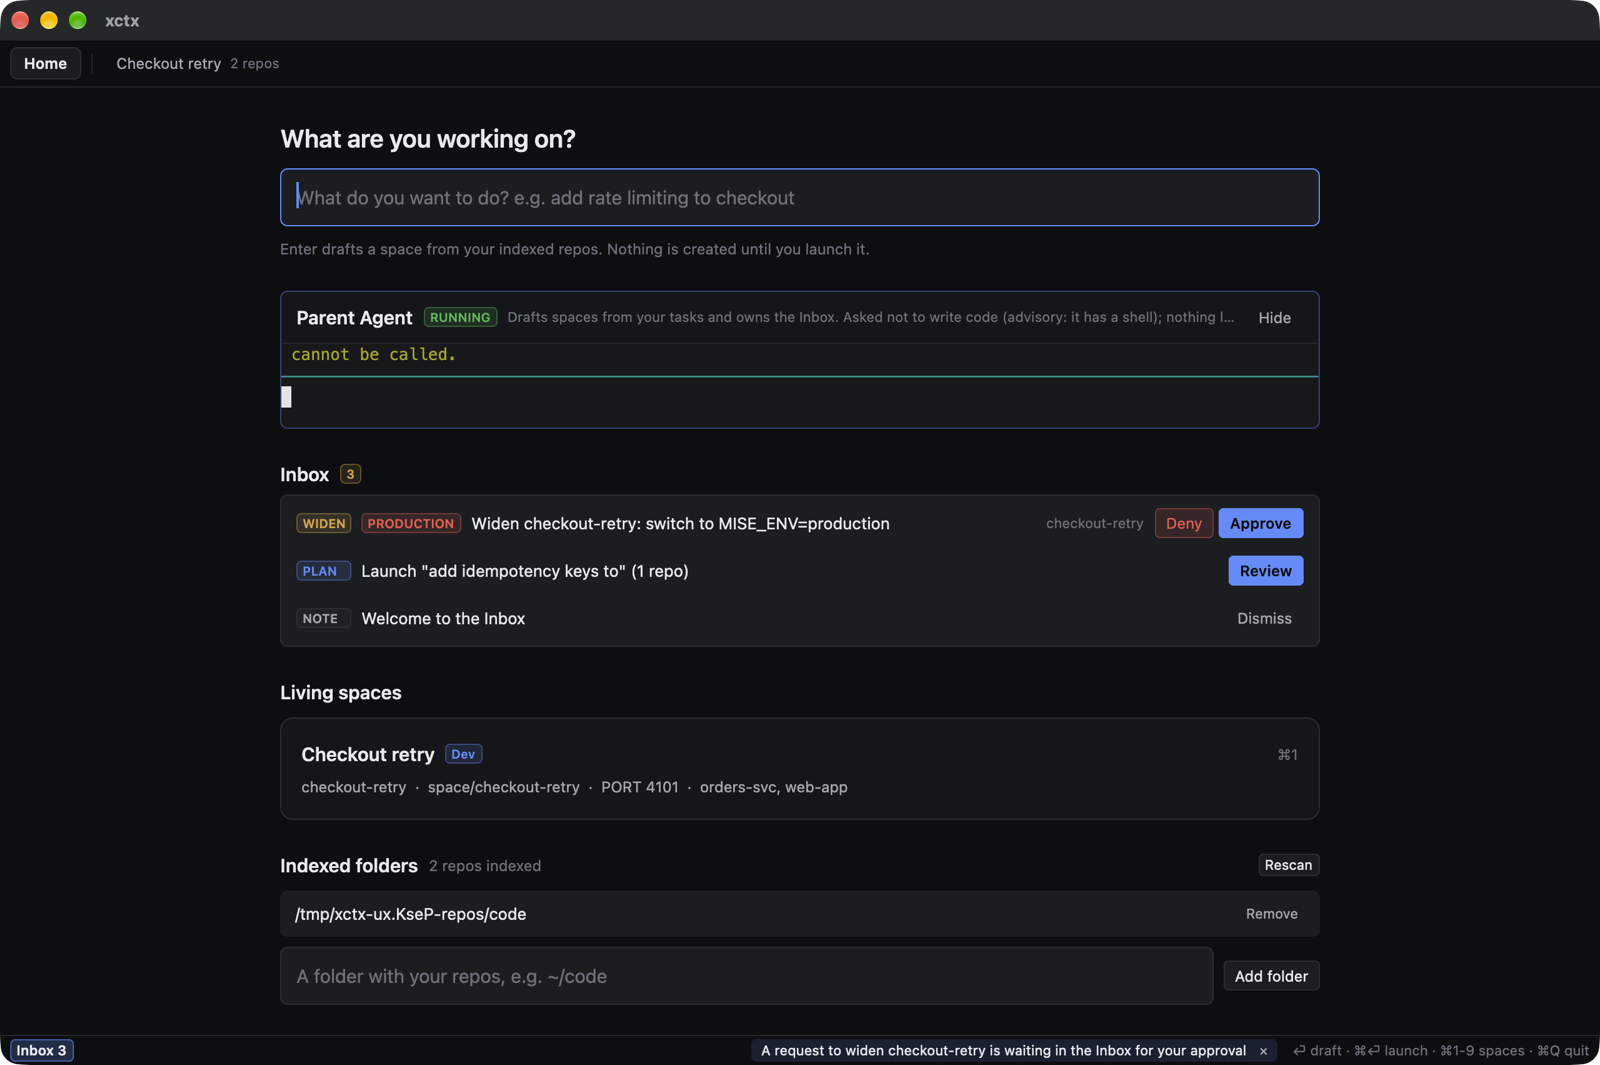 xctx
Home
Checkout retry 2 repos
What are you working on?
What do you want to do? e.g. add rate limiting to checkout
Enter drafts a space from your indexed repos. Nothing is created until you launch it.
Parent Agent RUNNING Drafts spaces from your tasks and owns the Inbox. Asked not to write code (advisory: it has a shell); nothing l... Hide
cannot be called.
Inbox 3
WIDEN PRODUCTION Widen checkout-retry: switch to MISE_ENV=production checkout-retry Deny Approve
PLAN Launch "add idempotency keys to" (1 repo) Review
NOTE Welcome to the Inbox Dismiss
Living spaces
Checkout retry Dev ⌘1
checkout-retry · space/checkout-retry · PORT 4101 · orders-svc, web-app
Indexed folders 2 repos indexed Rescan
/tmp/xctx-ux.KseP-repos/code Remove
A folder with your repos, e.g. ~/code Add folder
Inbox 3 A request to widen checkout-retry is waiting in the Inbox for your approval × ⏎ draft · ⌘⏎ launch · ⌘1-9 spaces · ⌘Q quit